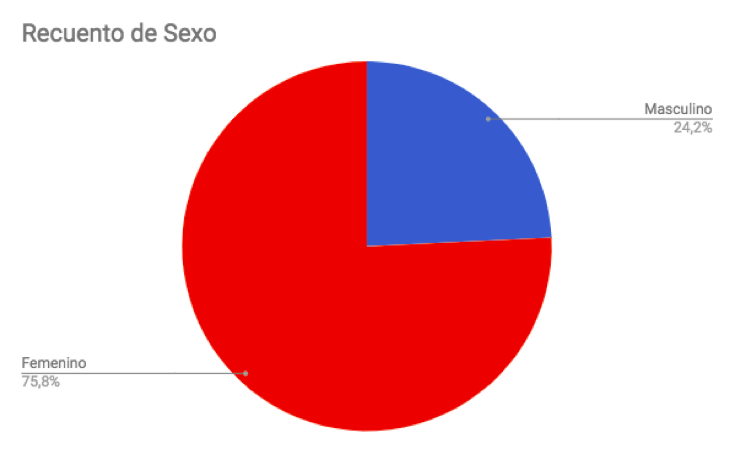 Recuento de Sexo
Masculino
24,2%
Femenino
75,8%